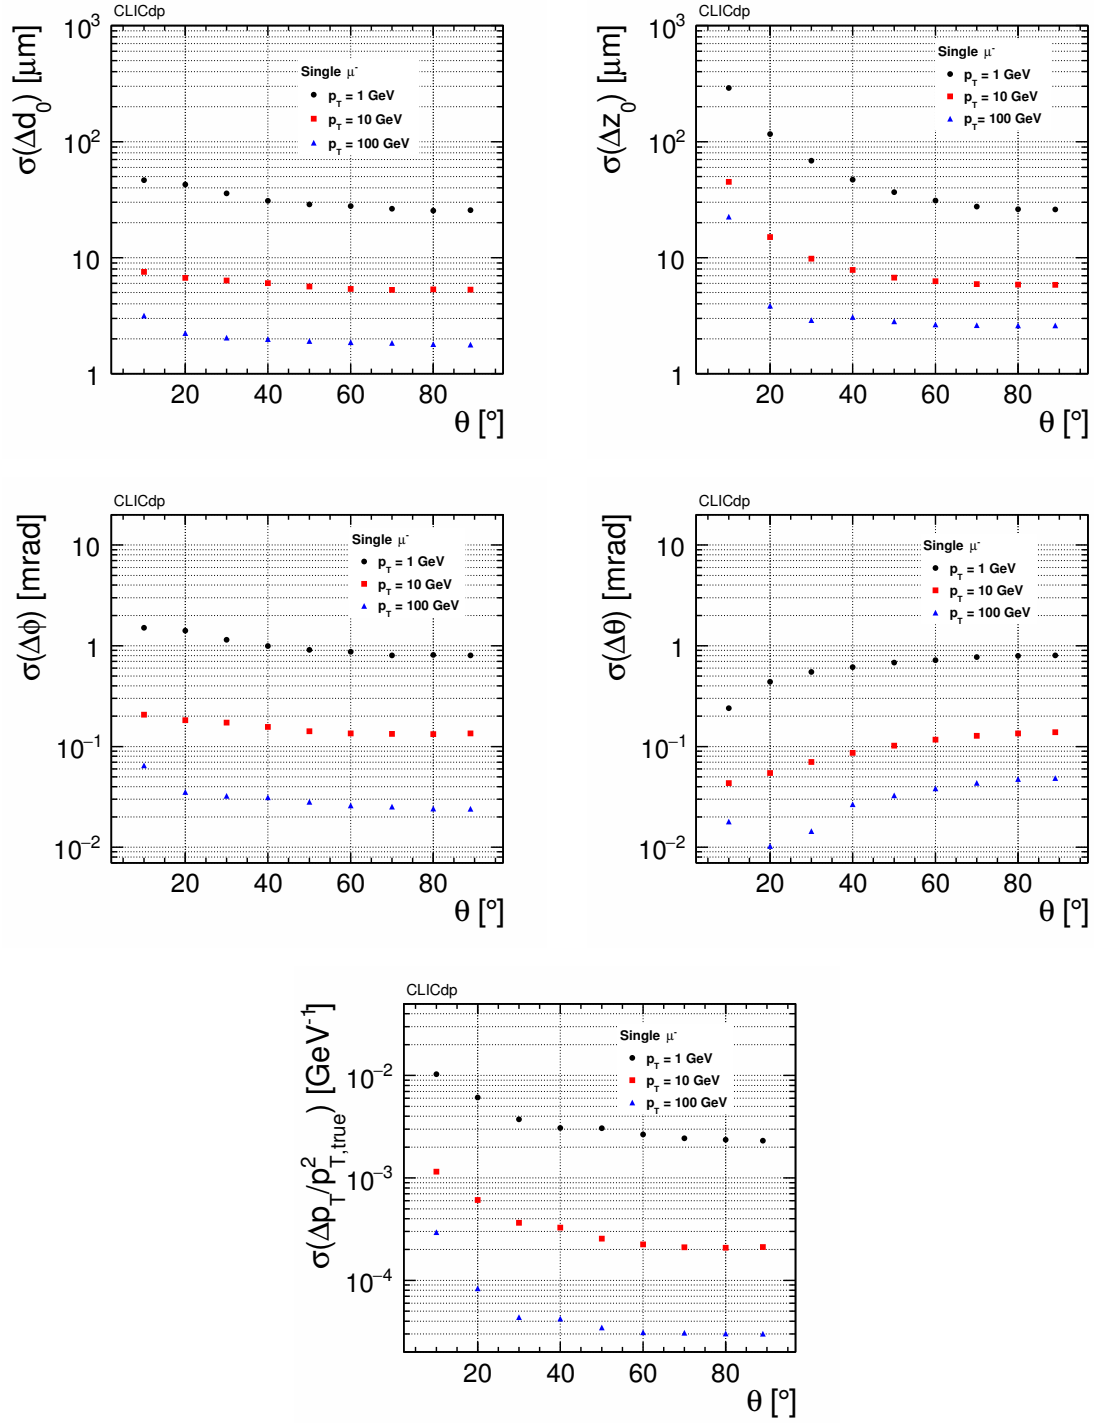 CLICdp
σ(Δd₀) [μm]
10³
10²
10
1
Single μ⁻
p_T = 1 GeV
p_T = 10 GeV
p_T = 100 GeV
20 40 60 80
θ [°]
CLICdp
σ(Δz₀) [μm]
10³
10²
10
1
Single μ⁻
p_T = 1 GeV
p_T = 10 GeV
p_T = 100 GeV
20 40 60 80
θ [°]
CLICdp
σ(Δϕ) [mrad]
10
1
10⁻¹
10⁻²
Single μ⁻
p_T = 1 GeV
p_T = 10 GeV
p_T = 100 GeV
20 40 60 80
θ [°]
CLICdp
σ(Δθ) [mrad]
10
1
10⁻¹
10⁻²
Single μ⁻
p_T = 1 GeV
p_T = 10 GeV
p_T = 100 GeV
20 40 60 80
θ [°]
CLICdp
σ(Δp_T/p²_T,true) [GeV⁻¹]
10⁻²
10⁻³
10⁻⁴
Single μ⁻
p_T = 1 GeV
p_T = 10 GeV
p_T = 100 GeV
20 40 60 80
θ [°]